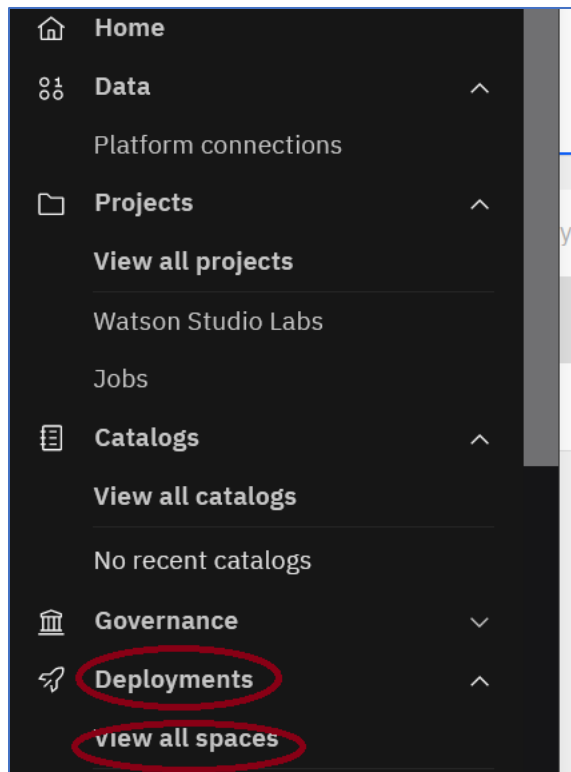 Home
Data
Platform connections
Projects
View all projects
Watson Studio Labs
Jobs
Catalogs
View all catalogs
No recent catalogs
Governance
Deployments
View all spaces